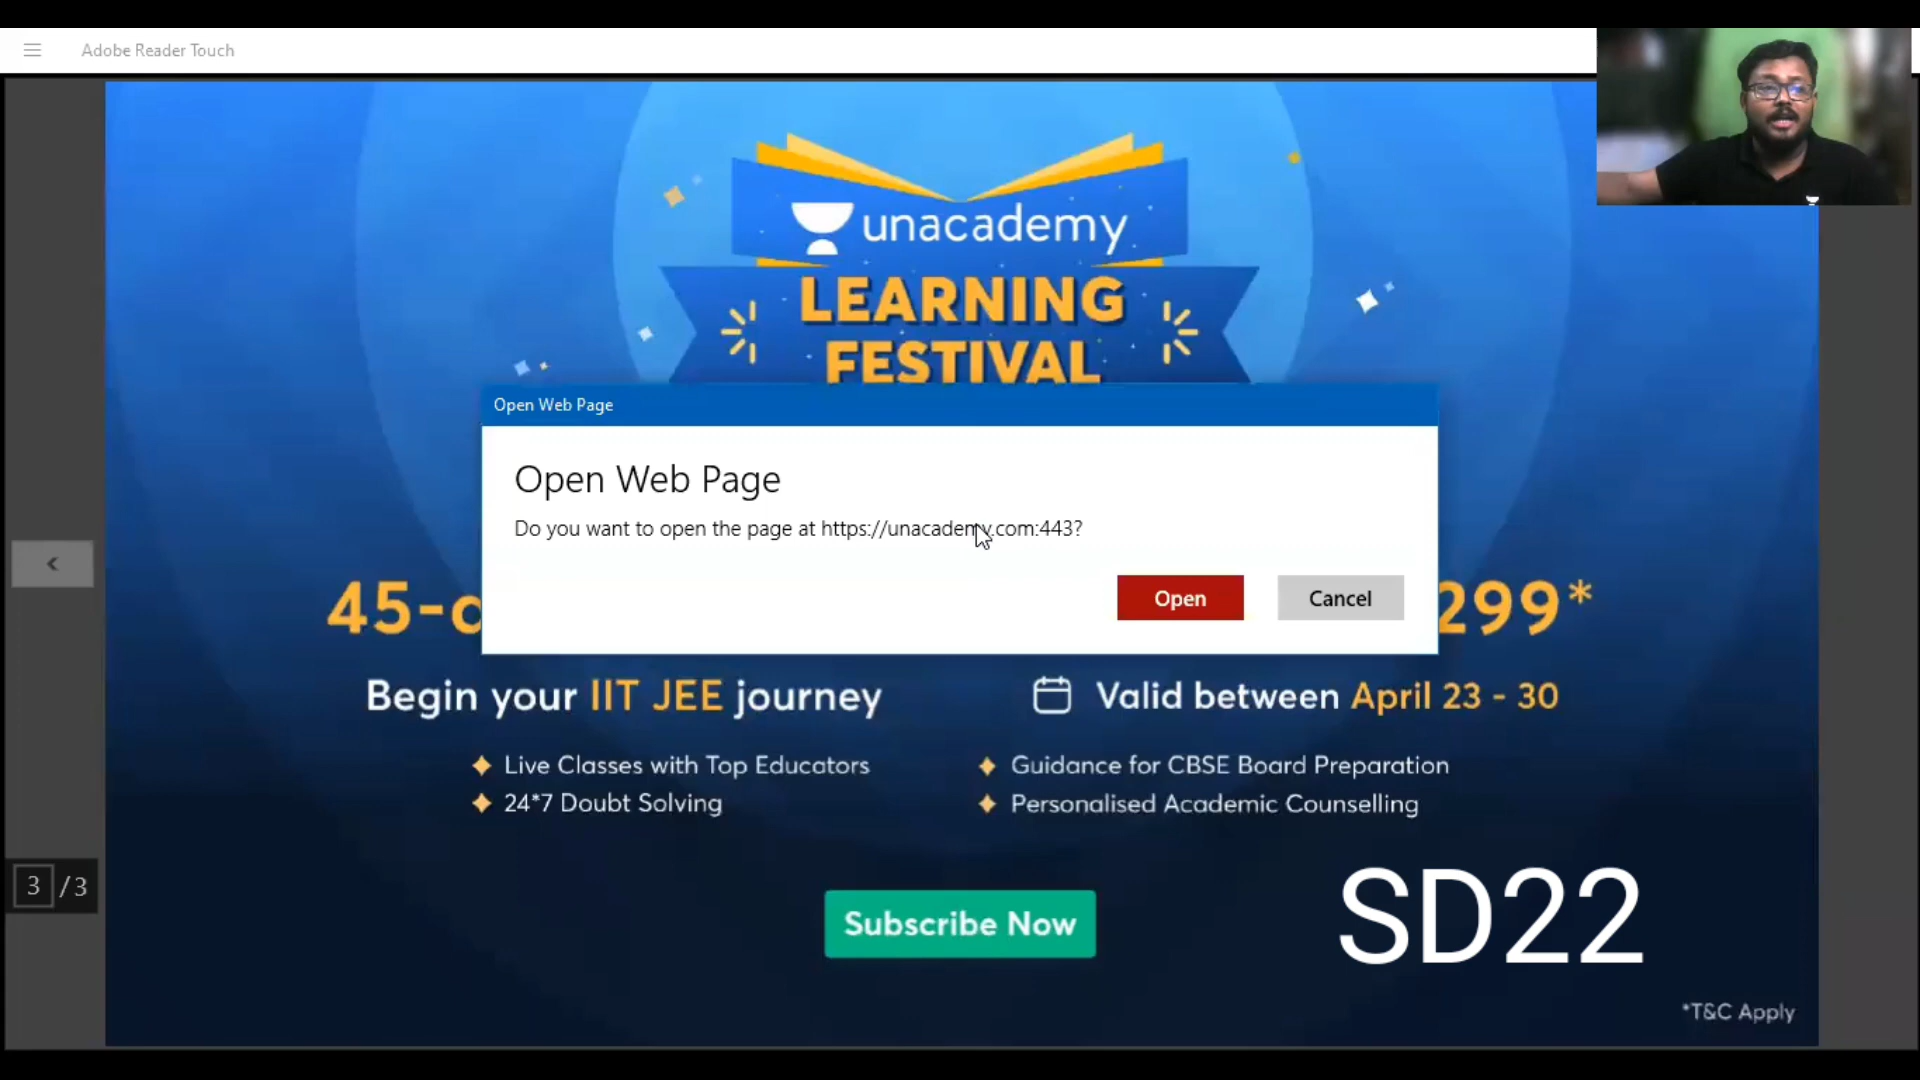 Adobe Reader Touch
unacademy
LEARNING
FESTIVAL
Open Web Page
Open Web Page
Do you want to open the page at https://unacademy.com:443?
Open
Cancel
45-
299*
Begin your IIT JEE journey
Valid between April 23 - 30
Live Classes with Top Educators
Guidance for CBSE Board Preparation
24*7 Doubt Solving
Personalised Academic Counselling
3 /3
Subscribe Now
SD22
*T&C Apply